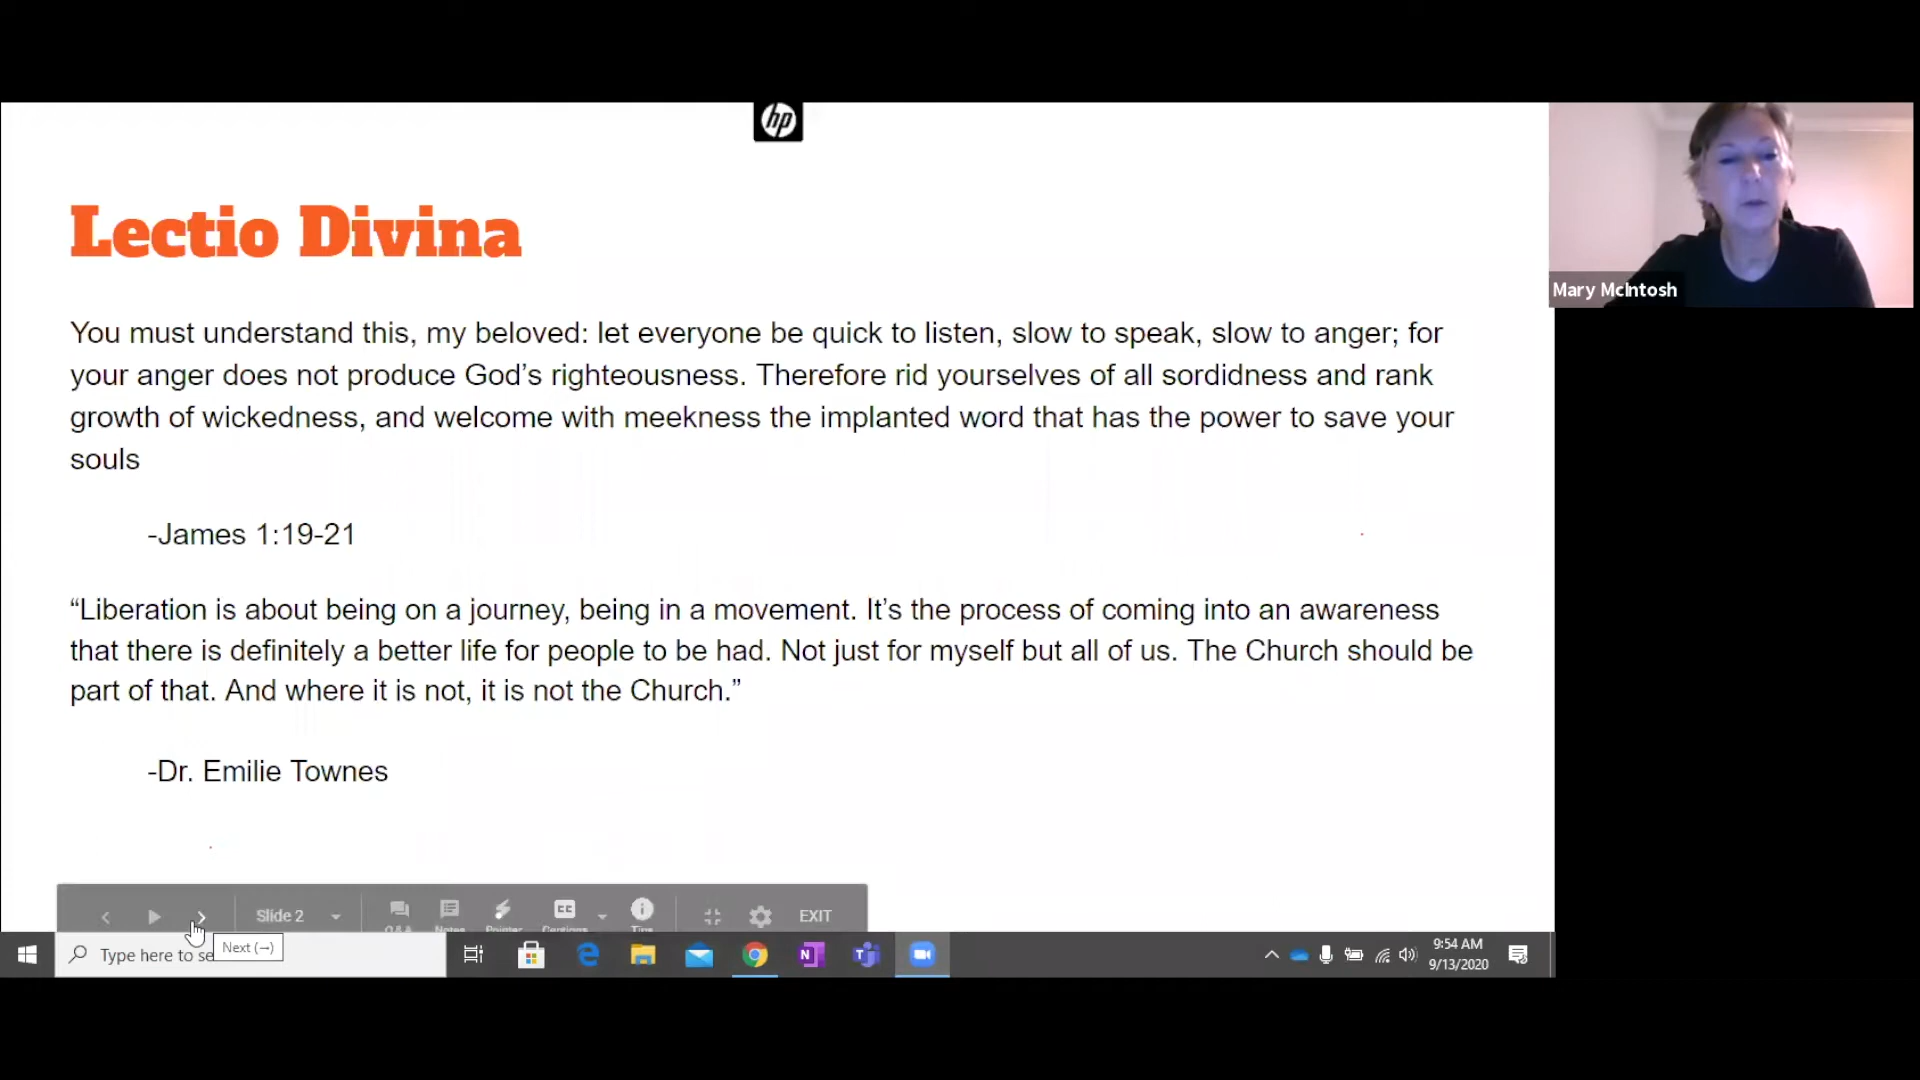 hp
Lectio Divina
Mary McIntosh
You must understand this, my beloved: let everyone be quick to listen, slow to speak, slow to anger; for
your anger does not produce God’s righteousness. Therefore rid yourselves of all sordidness and rank
growth of wickedness, and welcome with meekness the implanted word that has the power to save your
souls
-James 1:19-21
“Liberation is about being on a journey, being in a movement. It’s the process of coming into an awareness
that there is definitely a better life for people to be had. Not just for myself but all of us. The Church should be
part of that. And where it is not, it is not the Church.”
-Dr. Emilie Townes
Slide 2
CC
EXIT
Q&A
Notes
Pointer
Captions
Tips
Type here to se
Next (→)
9:54 AM
9/13/2020